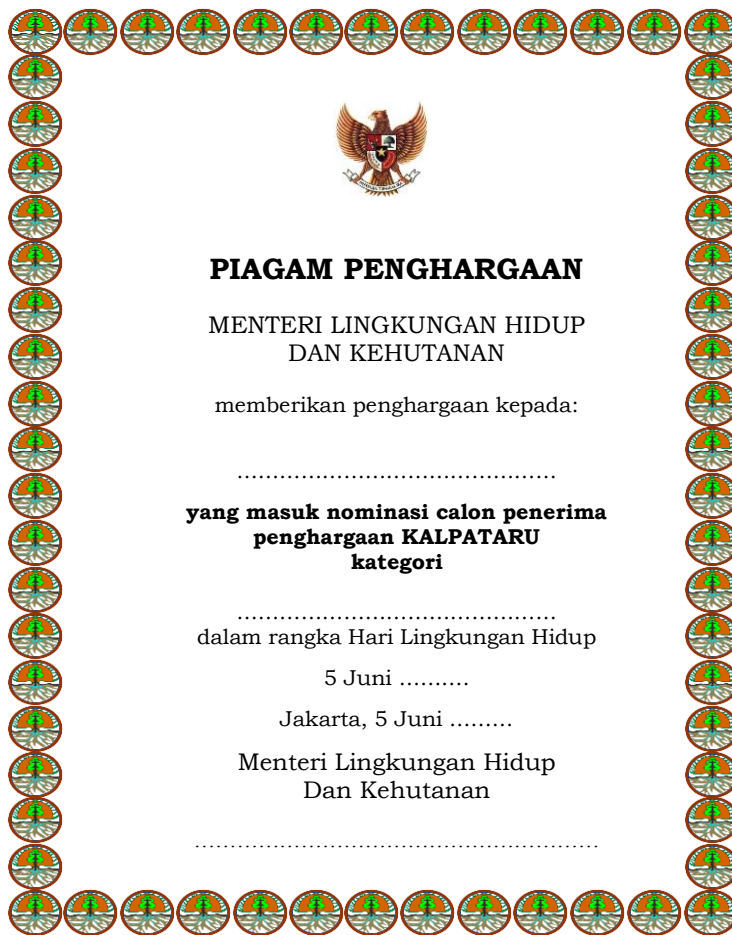 PIAGAM PENGHARGAAN
MENTERI LINGKUNGAN HIDUP
DAN KEHUTANAN
memberikan penghargaan kepada:
.............................................
yang masuk nominasi calon penerima
penghargaan KALPATARU
kategori
.............................................
dalam rangka Hari Lingkungan Hidup
5 Juni ..........
Jakarta, 5 Juni .........
Menteri Lingkungan Hidup
Dan Kehutanan
.........................................................